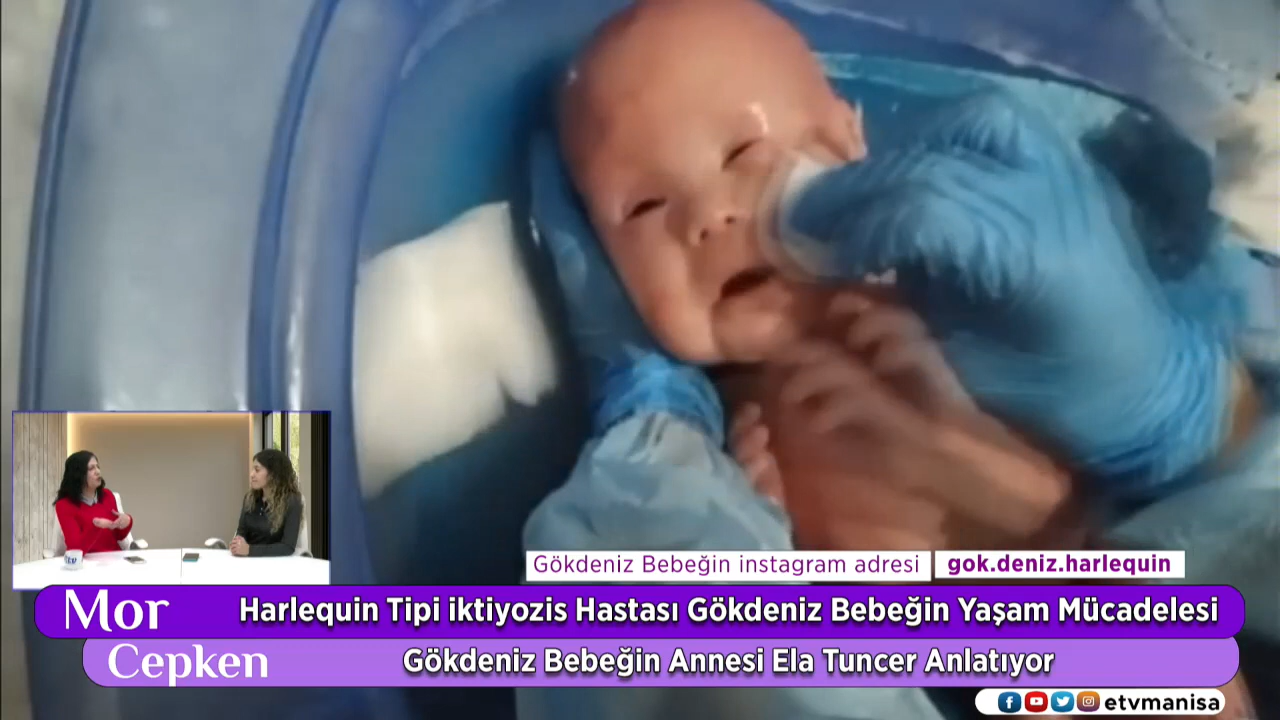 Gökdeniz Bebeğin instagram adresi gok.deniz.harlequin
Mor
Harlequin Tipi iktiyozis Hastası Gökdeniz Bebeğin Yaşam Mücadelesi
Cepken
Gökdeniz Bebeğin Annesi Ela Tuncer Anlatıyor
etvmanisa